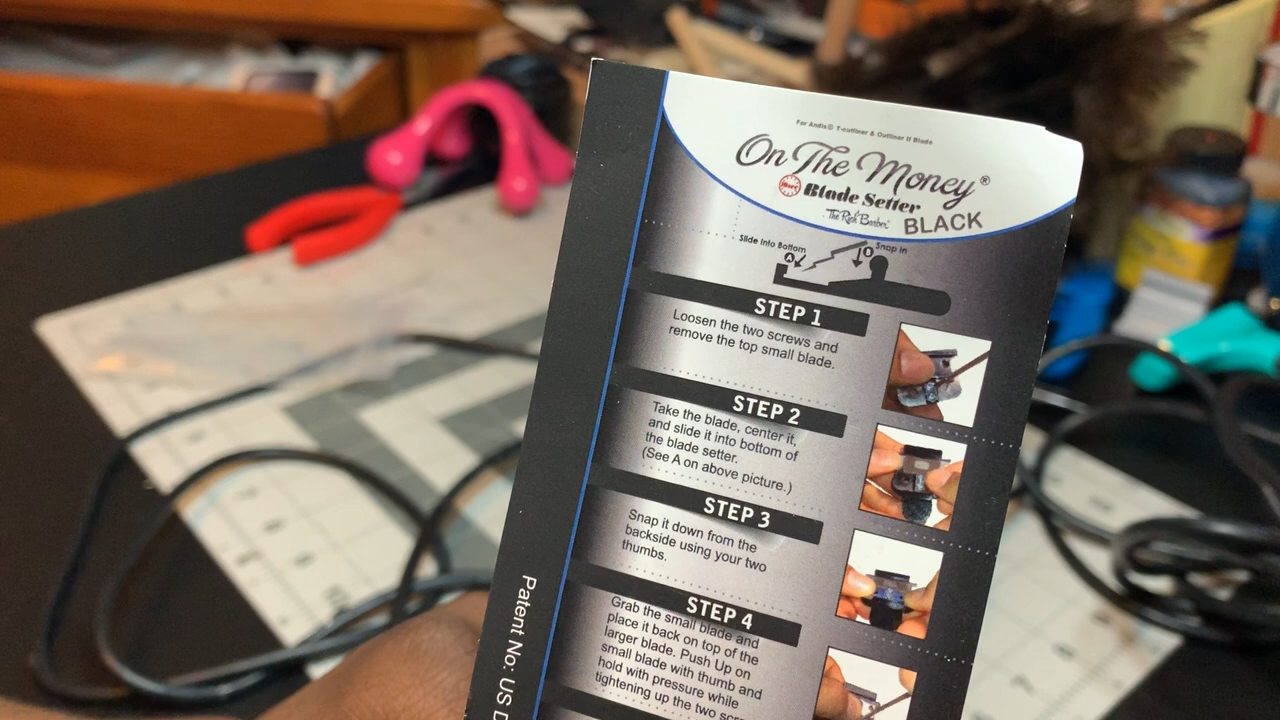 For Andis® T-outliner & Outliner II Blade
On The Money®
Blade Setter
The Rich Barber®
BLACK
Slide Into Bottom
A
B
Snap in
STEP 1
Loosen the two screws and
remove the top small blade.
STEP 2
Take the blade, center it,
and slide it into bottom of
the blade setter.
(See A on above picture.)
STEP 3
Snap it down from the
backside using your two
thumbs.
STEP 4
Grab the small blade and
place it back on top of the
larger blade. Push Up on
small blade with thumb and
hold with pressure while
tightening up the two
Patent No: US